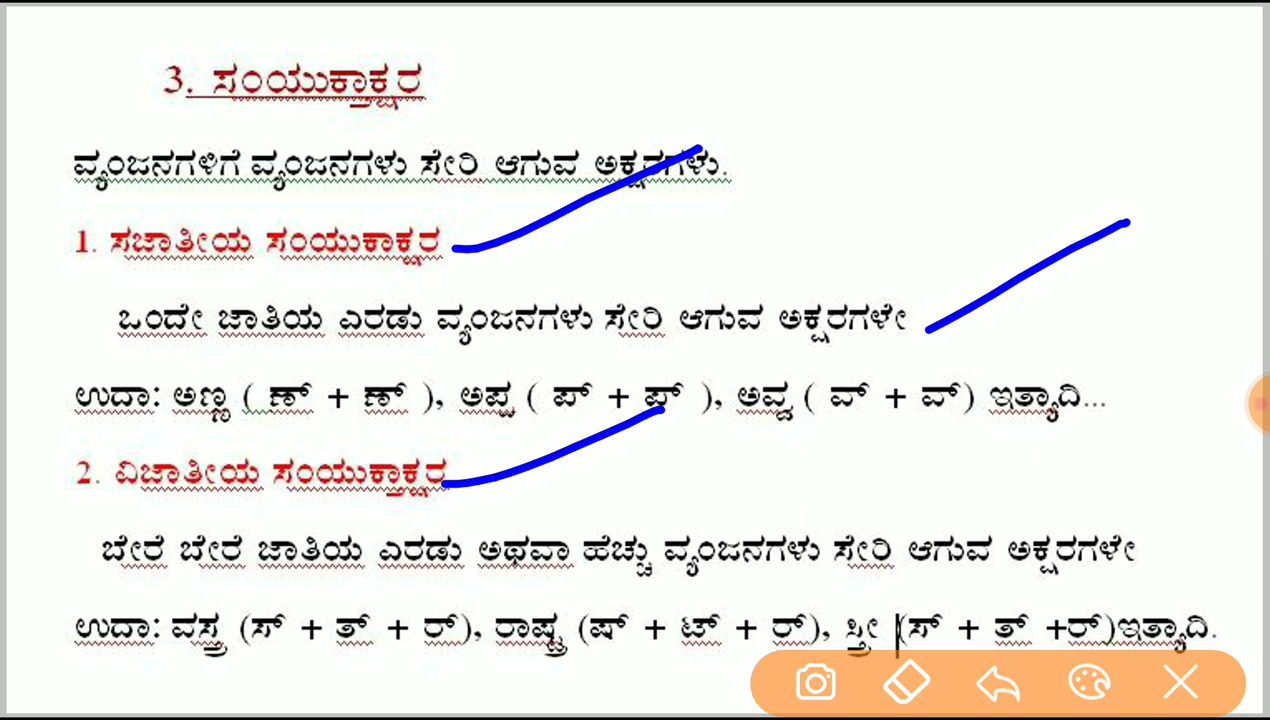 3. ಸಂಯುಕ್ತಾಕ್ಷರ
ವ್ಯಂಜನಗಳಿಗೆ ವ್ಯಂಜನಗಳು ಸೇರಿ ಆಗುವ ಅಕ್ಷರಗಳು.
1. ಸಜಾತೀಯ ಸಂಯುಕಾಕ್ಷರ
ಒಂದೇ ಜಾತಿಯ ಎರಡು ವ್ಯಂಜನಗಳು ಸೇರಿ ಆಗುವ ಅಕ್ಷರಗಳೇ
ಉದಾ: ಅಣ್ಣ ( ಣ್ + ಣ್ ), ಅಪ್ಪ ( ಪ್ + ಪ್ ), ಅವ್ವ ( ವ್ + ವ್) ಇತ್ಯಾದಿ...
2. ವಿಜಾತೀಯ ಸಂಯುಕ್ತಾಕ್ಷರ
ಬೇರೆ ಬೇರೆ ಜಾತಿಯ ಎರಡು ಅಥವಾ ಹೆಚ್ಚು ವ್ಯಂಜನಗಳು ಸೇರಿ ಆಗುವ ಅಕ್ಷರಗಳೇ
ಉದಾ: ವಸ್ತ್ರ (ಸ್ + ತ್ + ರ್), ರಾಷ್ಟ್ರ (ಷ್ + ಟ್ + ರ್), ಸ್ತ್ರೀ (ಸ್ + ತ್ +ರ್)ಇತ್ಯಾದಿ.